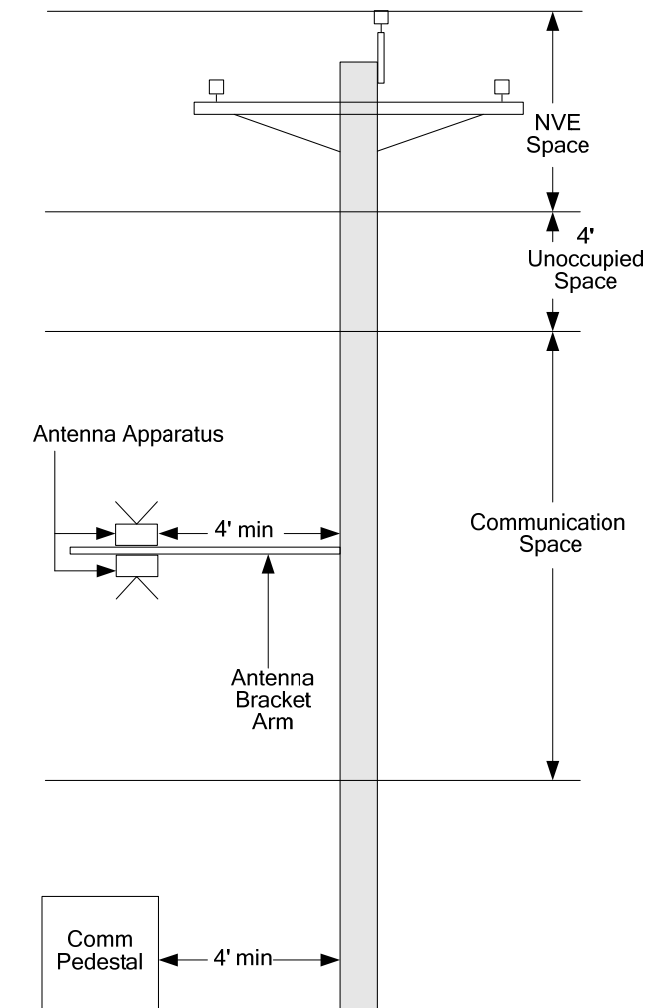 NVE
Space
4'
Unoccupied
Space
Antenna Apparatus
4' min
Communication
Space
Antenna
Bracket
Arm
Comm
Pedestal
4' min